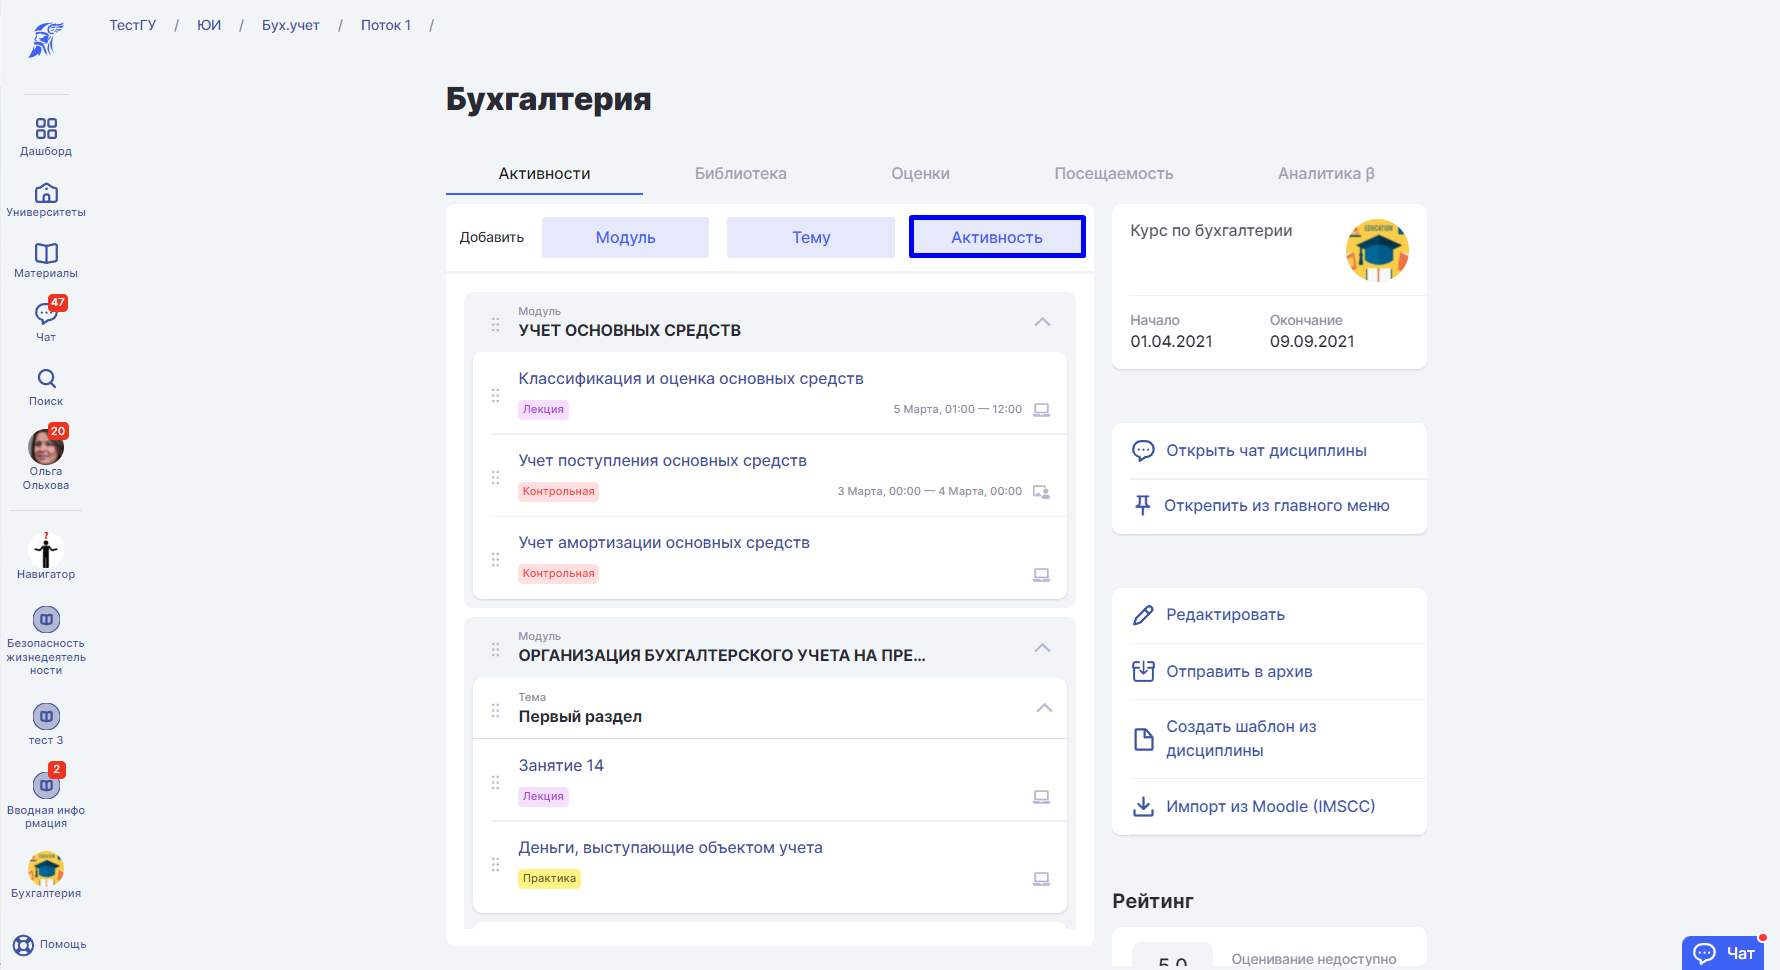 ТестГУ / ЮИ / Бух.учет / Поток 1 /
Дашборд
Университеты
Материалы
47
Чат
Поиск
20
Ольга
Ольхова
?
Навигатор
Безопасность
жизнедеятель
ности
тест 3
2
Вводная инфо
рмация
Бухгалтерия
Помощь
Бухгалтерия
Активности Библиотека Оценки Посещаемость Аналитика β
Добавить Модуль Тему Активность
Модуль
УЧЕТ ОСНОВНЫХ СРЕДСТВ
Классификация и оценка основных средств
Лекция 5 Марта, 01:00 — 12:00
Учет поступления основных средств
Контрольная 3 Марта, 00:00 — 4 Марта, 00:00
Учет амортизации основных средств
Контрольная
Модуль
ОРГАНИЗАЦИЯ БУХГАЛТЕРСКОГО УЧЕТА НА ПРЕ...
Тема
Первый раздел
Занятие 14
Лекция
Деньги, выступающие объектом учета
Практика
Курс по бухгалтерии
EDUCATION
Начало Окончание
01.04.2021 09.09.2021
Открыть чат дисциплины
Открепить из главного меню
Редактировать
Отправить в архив
Создать шаблон из
дисциплины
Импорт из Moodle (IMSCC)
Рейтинг
5.0 Оценивание недоступно
Чат